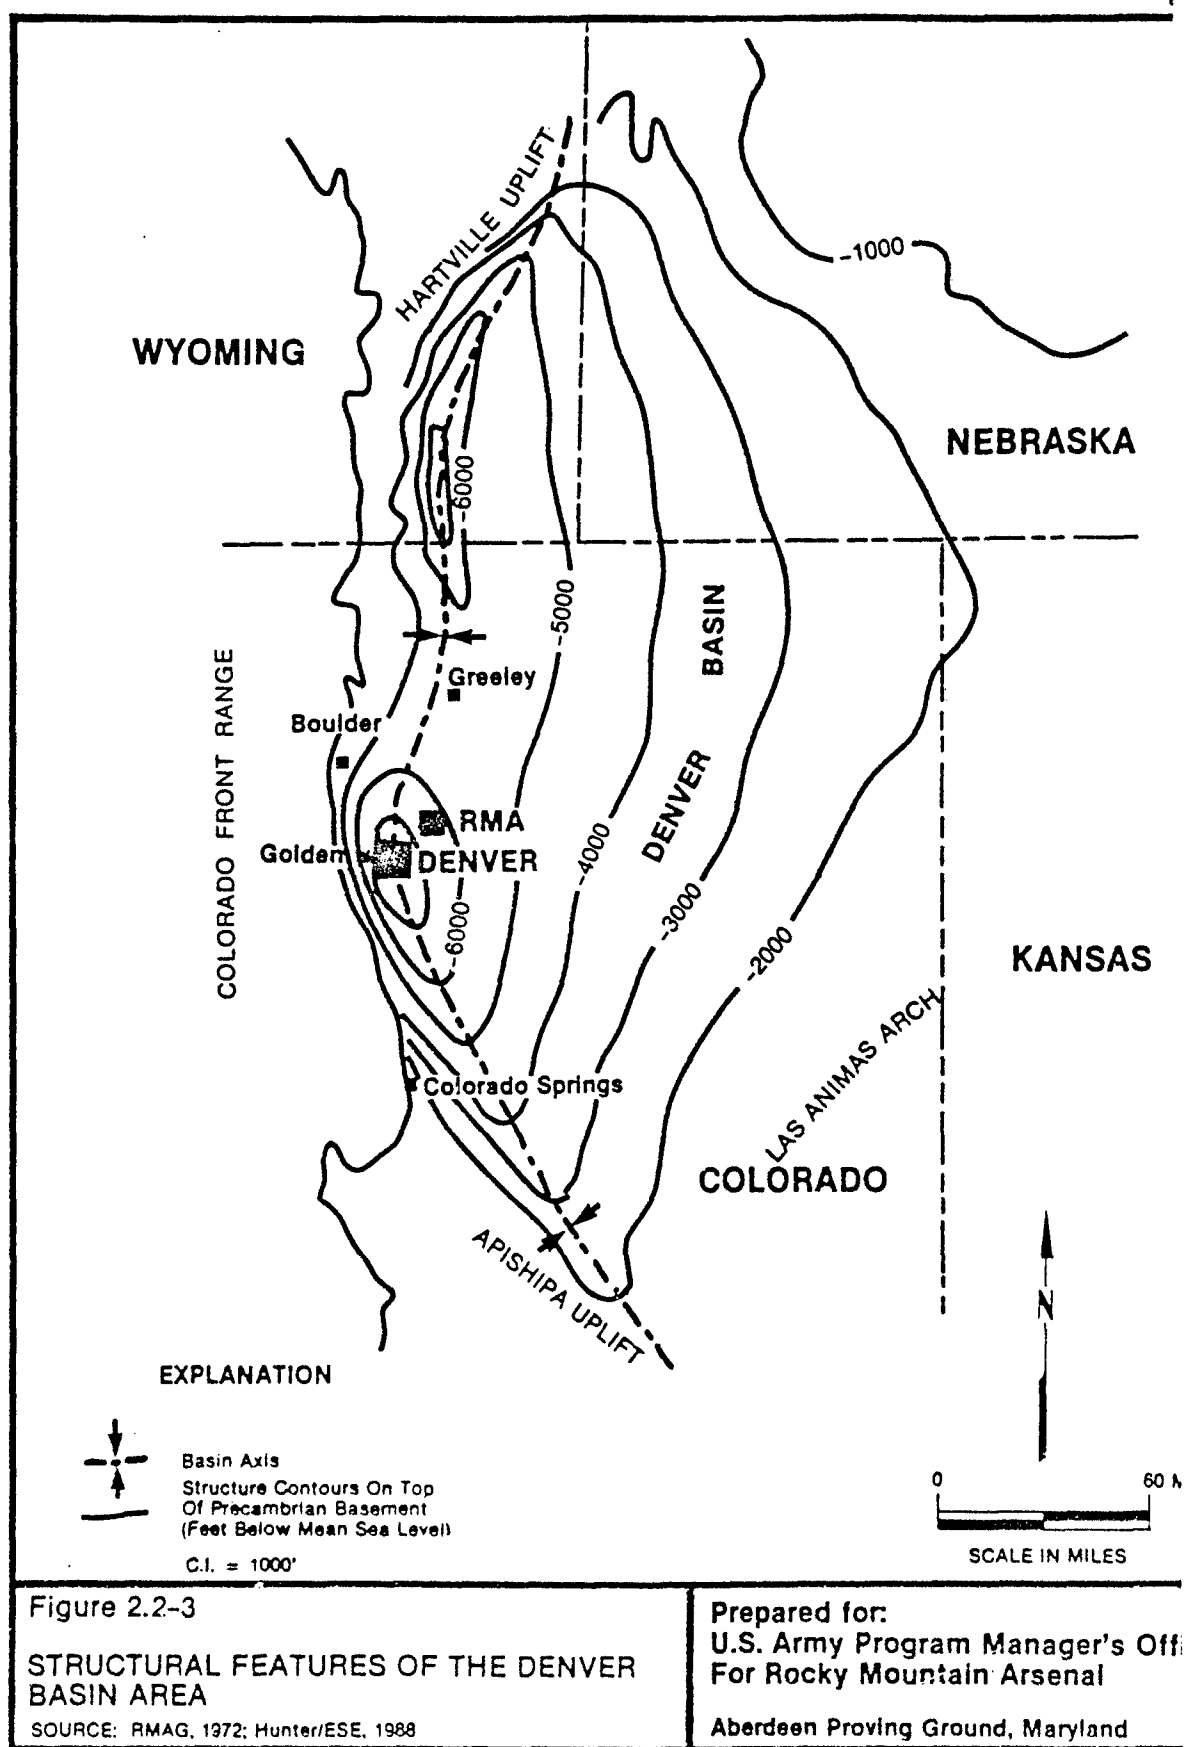 HARTVILLE UPLIFT
-1000
WYOMING
NEBRASKA
-6000
-5000
BASIN
COLORADO FRONT RANGE
Greeley
Boulder
DENVER
RMA
Golden
DENVER
-4000
-6000
-3000
-2000
KANSAS
LAS ANIMAS ARCH
Colorado Springs
COLORADO
APISHIPA UPLIFT
N
EXPLANATION
Basin Axis
Structure Contours On Top
Of Precambrian Basement
(Feet Below Mean Sea Level)
C.I. = 1000'
0 60
SCALE IN MILES
Figure 2.2-3
STRUCTURAL FEATURES OF THE DENVER
BASIN AREA
SOURCE: RMAG, 1972; Hunter/ESE, 1988
Prepared for:
U.S. Army Program Manager's
For Rocky Mountain Arsenal
Aberdeen Proving Ground, Maryland